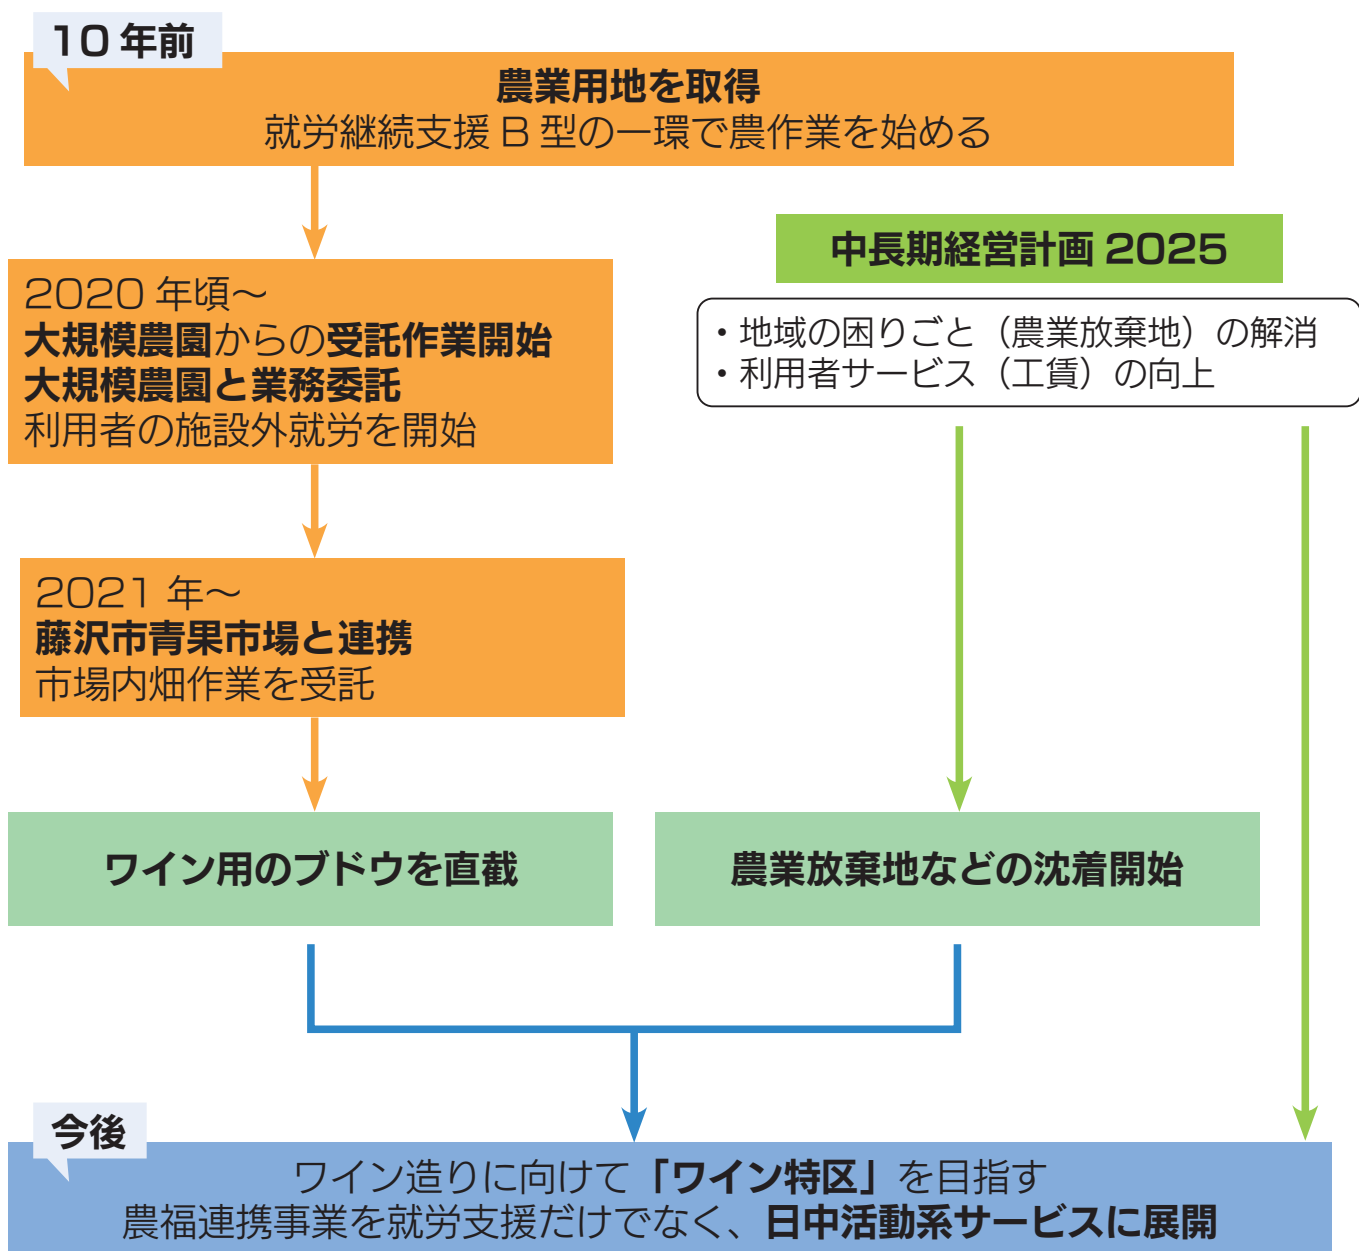 10年前
農業用地を取得
就労継続支援B型の一環で農作業を始める
2020年頃〜
大規模農園からの受託作業開始
大規模農園と業務委託
利用者の施設外就労を開始
2021年〜
藤沢市青果市場と連携
市場内畑作業を受託
中長期経営計画2025
・地域の困りごと（農業放棄地）の解消
・利用者サービス（工賃）の向上
ワイン用のブドウを直截
農業放棄地などの沈着開始
今後
ワイン造りに向けて「ワイン特区」を目指す
農福連携事業を就労支援だけでなく、日中活動系サービスに展開